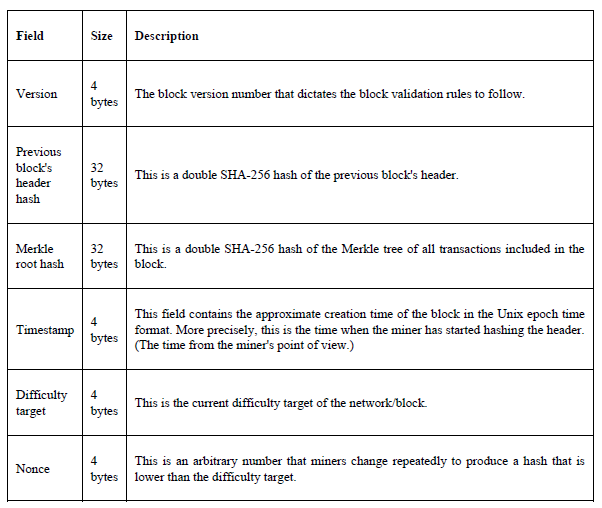 Field Size Description
Version 4 bytes The block version number that dictates the block validation rules to follow.
Previous
block's
header
hash
32
bytes
This is a double SHA-256 hash of the previous block's header.
Merkle
root hash
32
bytes
This is a double SHA-256 hash of the Merkle tree of all transactions included in the
block.
Timestamp
4
bytes
This field contains the approximate creation time of the block in the Unix epoch time
format. More precisely, this is the time when the miner has started hashing the header.
(The time from the miner's point of view.)
Difficulty
target
4
bytes
This is the current difficulty target of the network/block.
Nonce
4
bytes
This is an arbitrary number that miners change repeatedly to produce a hash that is
lower than the difficulty target.